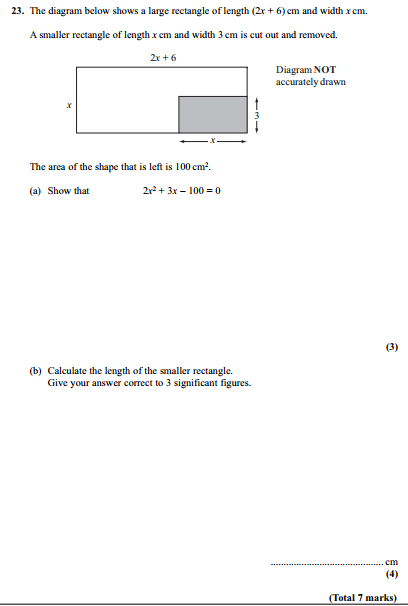 23. The diagram below shows a large rectangle of length (2x + 6) cm and width x cm.
A smaller rectangle of length x cm and width 3 cm is cut out and removed.
2x + 6
Diagram NOT
accurately drawn
x
3
x
The area of the shape that is left is 100 cm².
(a) Show that 2x² + 3x – 100 = 0
(3)
(b) Calculate the length of the smaller rectangle.
Give your answer correct to 3 significant figures.
.............................................. cm
(4)
(Total 7 marks)